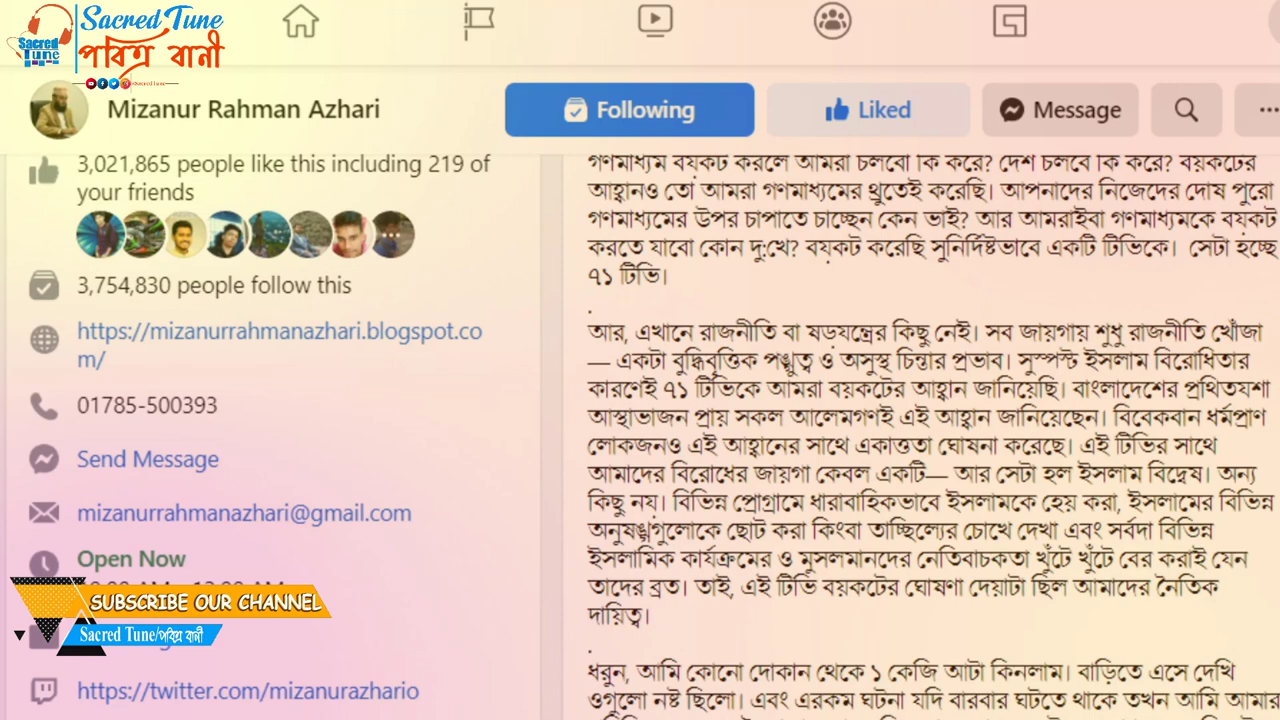 Sacred Tune
পবিত্র বানী
Sacred
Tune
Mizanur Rahman Azhari
Following
Liked
Message
3,021,865 people like this including 219 of
your friends
3,754,830 people follow this
https://mizanurrahmanazhari.blogspot.co
m/
01785-500393
Send Message
mizanurrahmanazhari@gmail.com
Open Now
SUBSCRIBE OUR CHANNEL
Sacred Tune/পবিত্র বানী
https://twitter.com/mizanurazhario
গণমাধ্যম বয়কট করলে আমরা চলবো কি করে? দেশ চলবে কি করে? বয়কটের
আহ্বানও তো আমরা গণমাধ্যমের থ্রুতেই করেছি। আপনাদের নিজেদের দোষ পুরো
গণমাধ্যমের উপর চাপাতে চাচ্ছেন কেন ভাই? আর আমরাইবা গণমাধ্যমকে বয়কট
করতে যাবো কোন দু:খে? বয়কট করেছি সুনির্দিষ্টভাবে একটি টিভিকে। সেটা হচ্ছে
৭১ টিভি।
.
আর, এখানে রাজনীতি বা ষড়যন্ত্রের কিছু নেই। সব জায়গায় শুধু রাজনীতি খোঁজা
— একটা বুদ্ধিবৃত্তিক পঙ্গুত্ব ও অসুস্থ চিন্তার প্রভাব। সুস্পস্ট ইসলাম বিরোধিতার
কারণেই ৭১ টিভিকে আমরা বয়কটের আহ্বান জানিয়েছি। বাংলাদেশের প্রথিতযশা
আস্থাভাজন প্রায় সকল আলেমগণই এই আহ্বান জানিয়েছেন। বিবেকবান ধর্মপ্রাণ
লোকজনও এই আহ্বানের সাথে একাত্ততা ঘোষনা করেছে। এই টিভির সাথে
আমাদের বিরোধের জায়গা কেবল একটি— আর সেটা হল ইসলাম বিদ্বেষ। অন্য
কিছু নয়। বিভিন্ন প্রোগ্রামে ধারাবাহিকভাবে ইসলামকে হেয় করা, ইসলামের বিভিন্ন
অনুষঙ্গগুলোকে ছোট করা কিংবা তাচ্ছিল্যের চোখে দেখা এবং সর্বদা বিভিন্ন
ইসলামিক কার্যক্রমের ও মুসলমানদের নেতিবাচকতা খুঁটে খুঁটে বের করাই যেন
তাদের ব্রত। তাই, এই টিভি বয়কটের ঘোষণা দেয়াটা ছিল আমাদের নৈতিক
দায়িত্ব।
.
ধরুন, আমি কোনো দোকান থেকে ১ কেজি আটা কিনলাম। বাড়িতে এসে দেখি
ওগুলো নষ্ট ছিলো। এবং এরকম ঘটনা যদি বারবার ঘটতে থাকে তখন আমি আমার